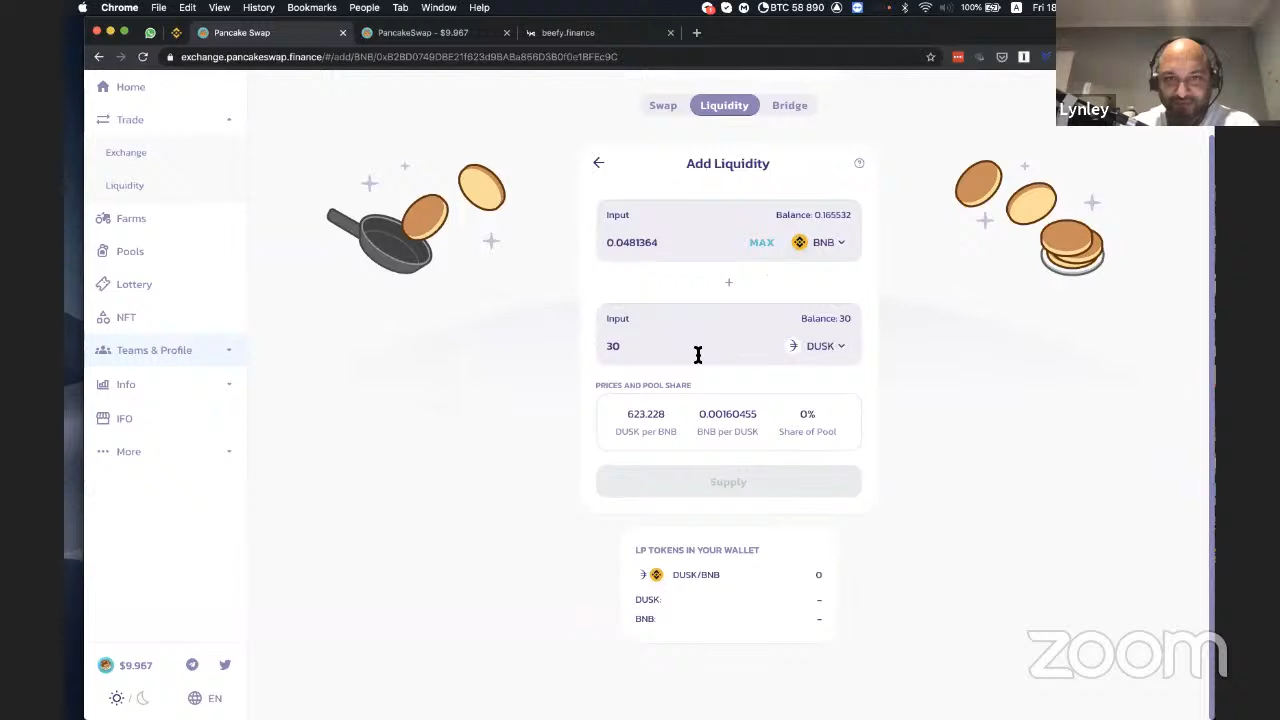 Chrome File Edit View History Bookmarks People Tab Window Help
1 BTC 58 890 100% A Fri 18
Pancake Swap
PancakeSwap - $9.967
beefy.finance
exchange.pancakeswap.finance/#/add/BNB/0xB2BD0749DBE21f623d9BABa856D3B0f0e1BFEc9C
Lynley
Home
Trade
Exchange
Liquidity
Farms
Pools
Lottery
NFT
Teams & Profile
Info
IFO
More
$9.967
EN
Swap Liquidity Bridge
Add Liquidity
Input Balance: 0.165532
0.0481364 MAX BNB
+
Input Balance: 30
30 DUSK
PRICES AND POOL SHARE
623.228 0.00160455 0%
DUSK per BNB BNB per DUSK Share of Pool
Supply
LP TOKENS IN YOUR WALLET
DUSK/BNB 0
DUSK: -
BNB: -
zoom